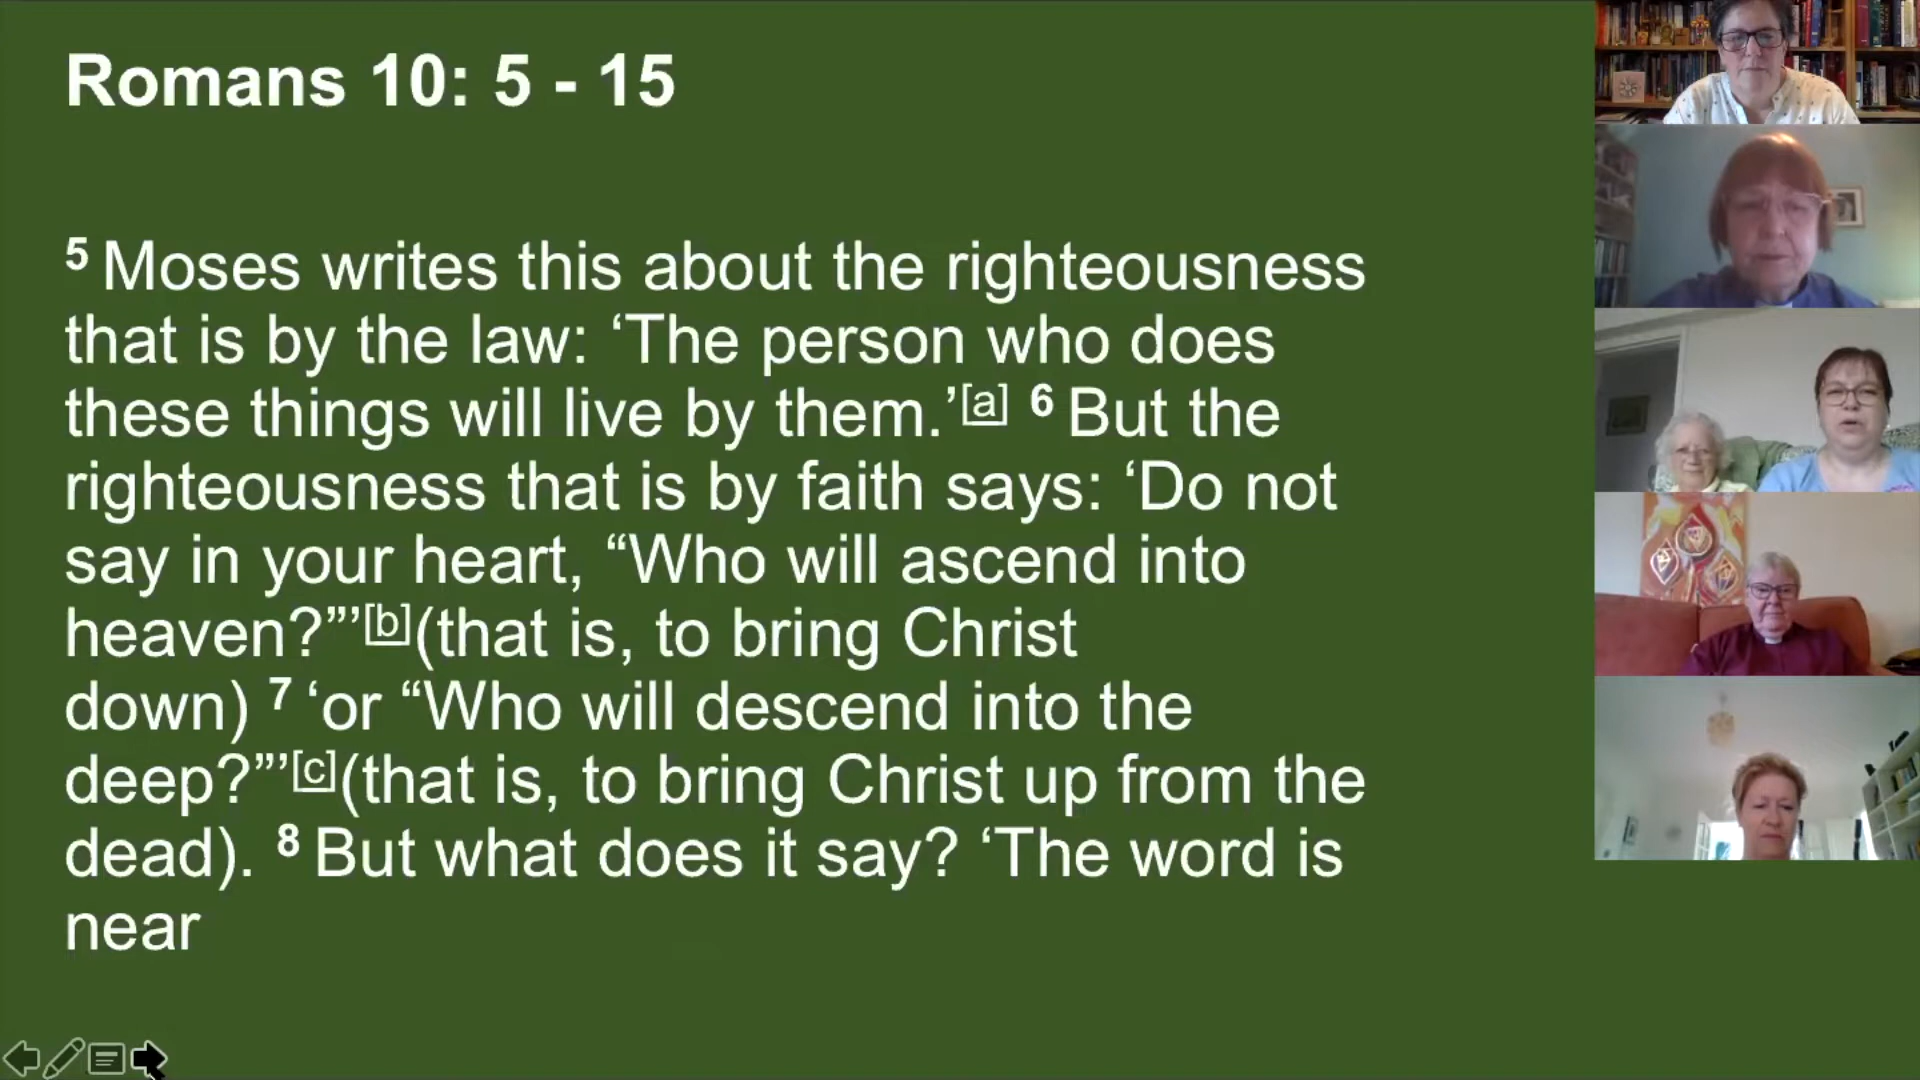 Romans 10: 5 - 15
5 Moses writes this about the righteousness
that is by the law: ‘The person who does
these things will live by them.’[a] 6 But the
righteousness that is by faith says: ‘Do not
say in your heart, “Who will ascend into
heaven?”’[b](that is, to bring Christ
down) 7 ‘or “Who will descend into the
deep?”’[c](that is, to bring Christ up from the
dead). 8 But what does it say? ‘The word is
near